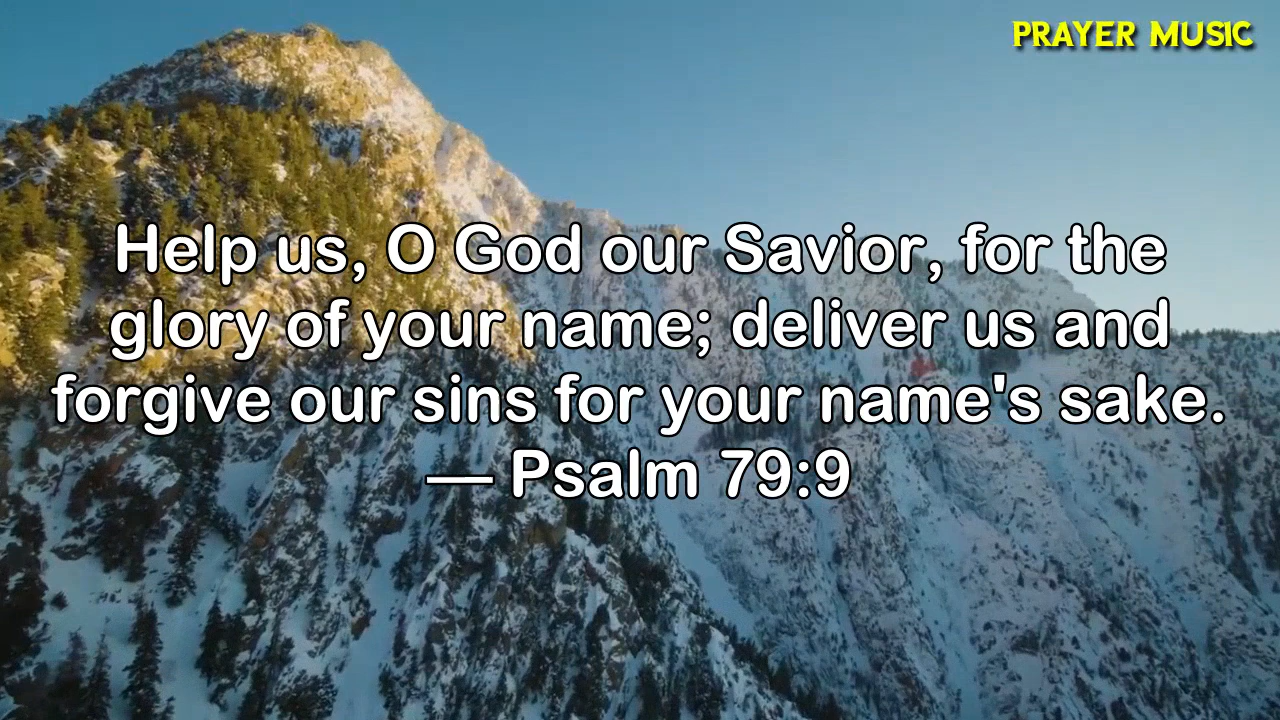 PRAYER MUSIC
Help us, O God our Savior, for the
glory of your name; deliver us and
forgive our sins for your name's sake.
— Psalm 79:9